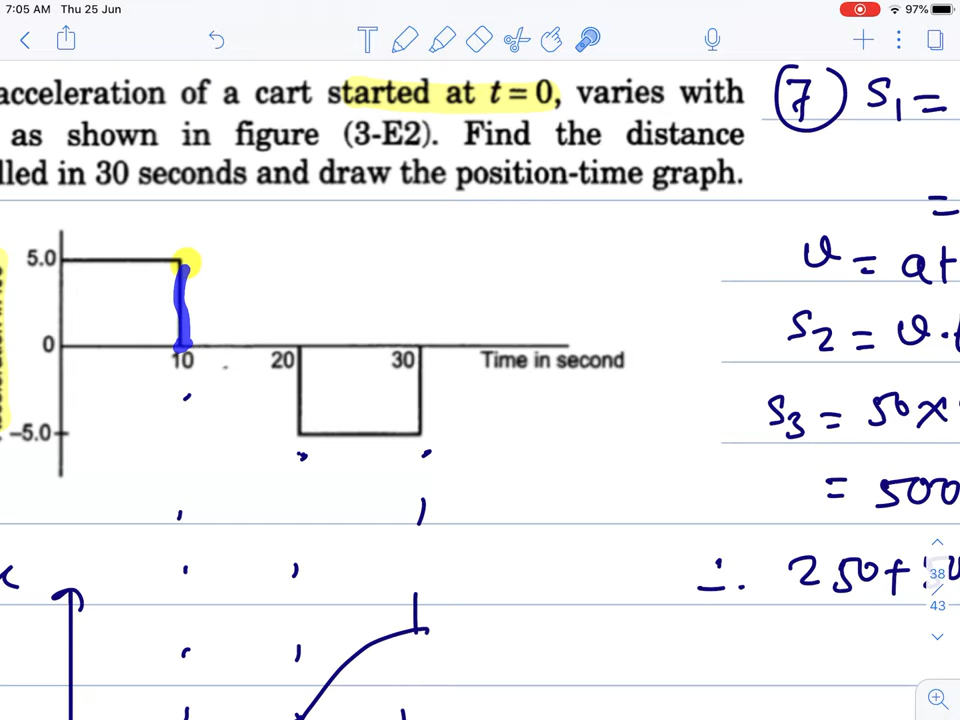 7:05 AM Thu 25 Jun
97%
acceleration of a cart started at t = 0, varies with
as shown in figure (3-E2). Find the distance
lled in 30 seconds and draw the position-time graph.
5.0
0
10
20
30
Time in second
–5.0
(7) S₁ =
=
v = at
S₂ = v.
S₃ = 50 ×
= 500
∴ 250 +
x
38
43